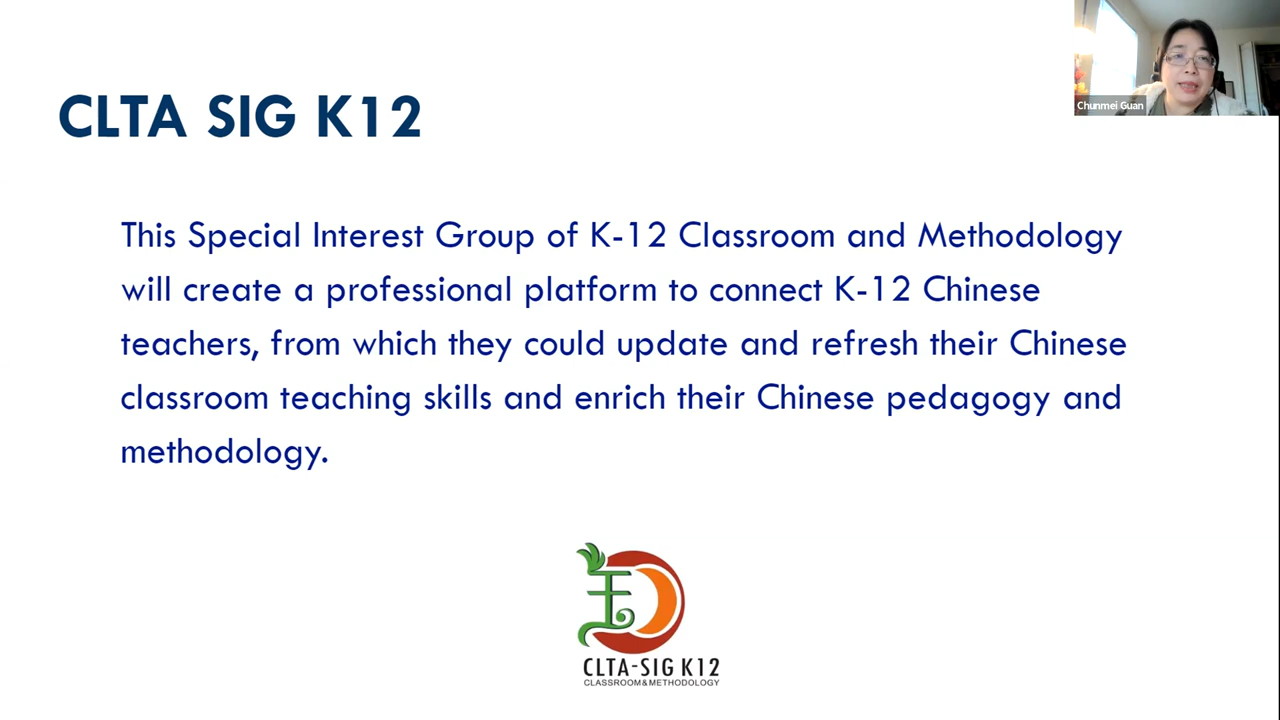 CLTA SIG K12
Chunmei Guan
This Special Interest Group of K-12 Classroom and Methodology
will create a professional platform to connect K-12 Chinese
teachers, from which they could update and refresh their Chinese
classroom teaching skills and enrich their Chinese pedagogy and
methodology.
CLTA-SIG K12
CLASSROOM&METHODOLOGY